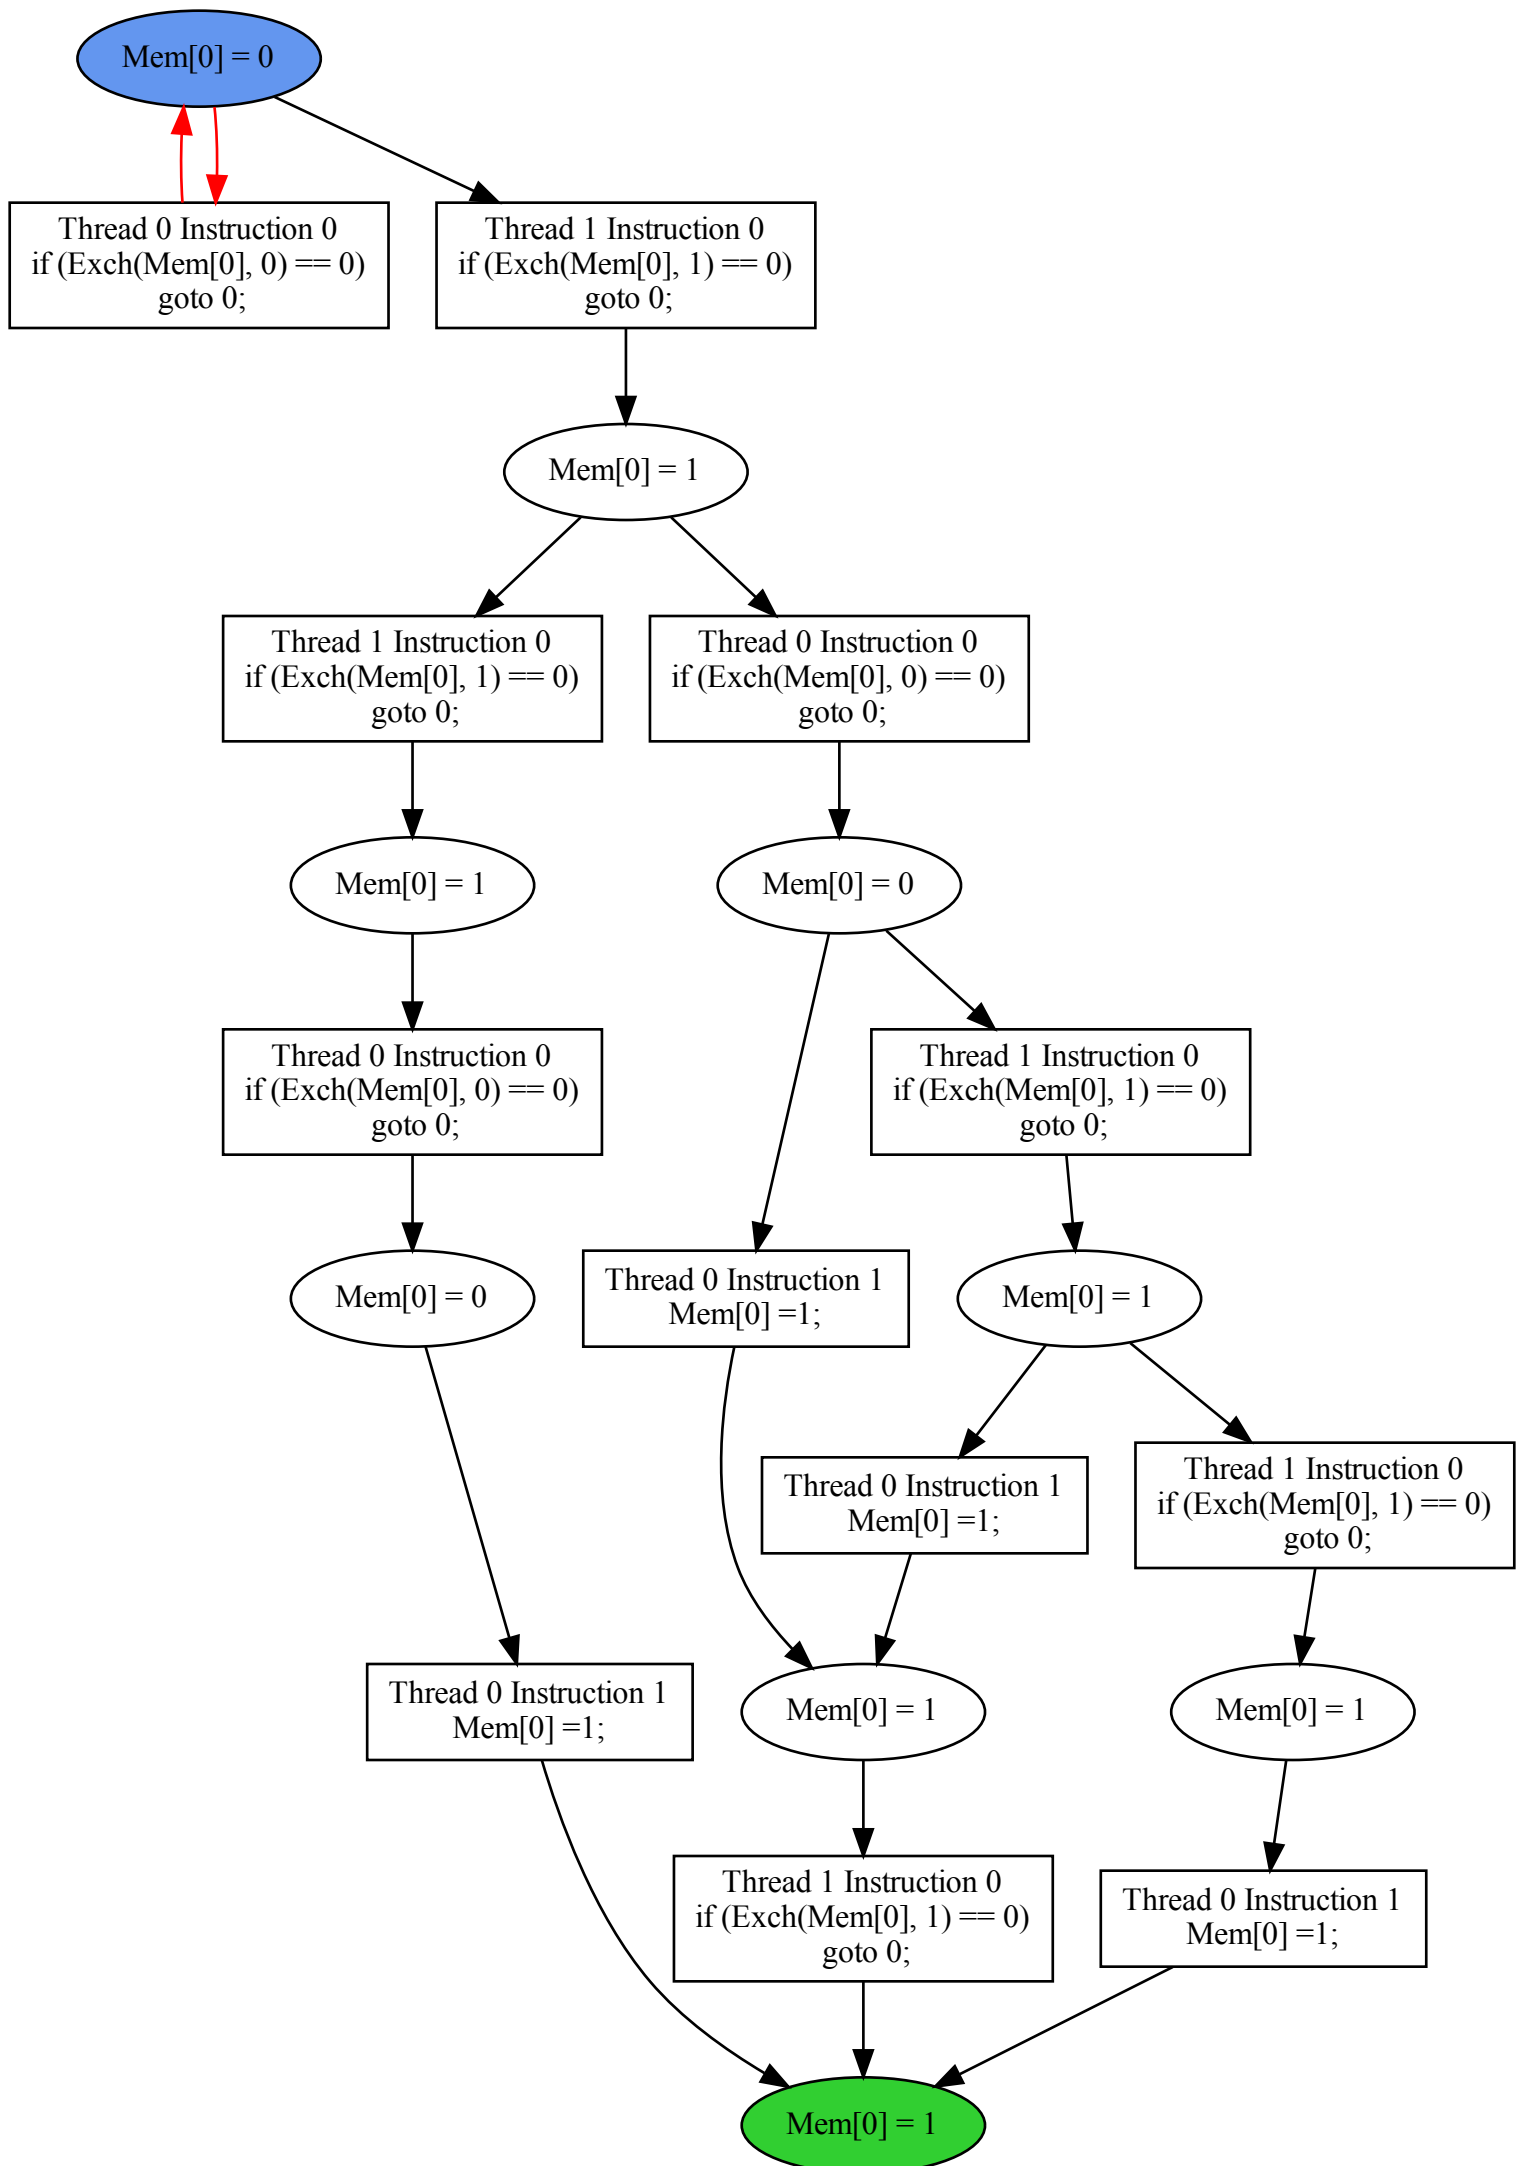 Mem[0] = 0
Thread 0 Instruction 0
if (Exch(Mem[0], 0) == 0)
goto 0;
Thread 1 Instruction 0
if (Exch(Mem[0], 1) == 0)
goto 0;
Mem[0] = 1
Thread 1 Instruction 0
if (Exch(Mem[0], 1) == 0)
goto 0;
Thread 0 Instruction 0
if (Exch(Mem[0], 0) == 0)
goto 0;
Mem[0] = 1
Mem[0] = 0
Thread 0 Instruction 0
if (Exch(Mem[0], 0) == 0)
goto 0;
Thread 1 Instruction 0
if (Exch(Mem[0], 1) == 0)
goto 0;
Mem[0] = 0
Thread 0 Instruction 1
Mem[0] =1;
Mem[0] = 1
Thread 0 Instruction 1
Mem[0] =1;
Thread 1 Instruction 0
if (Exch(Mem[0], 1) == 0)
goto 0;
Thread 0 Instruction 1
Mem[0] =1;
Mem[0] = 1
Mem[0] = 1
Thread 1 Instruction 0
if (Exch(Mem[0], 1) == 0)
goto 0;
Thread 0 Instruction 1
Mem[0] =1;
Mem[0] = 1